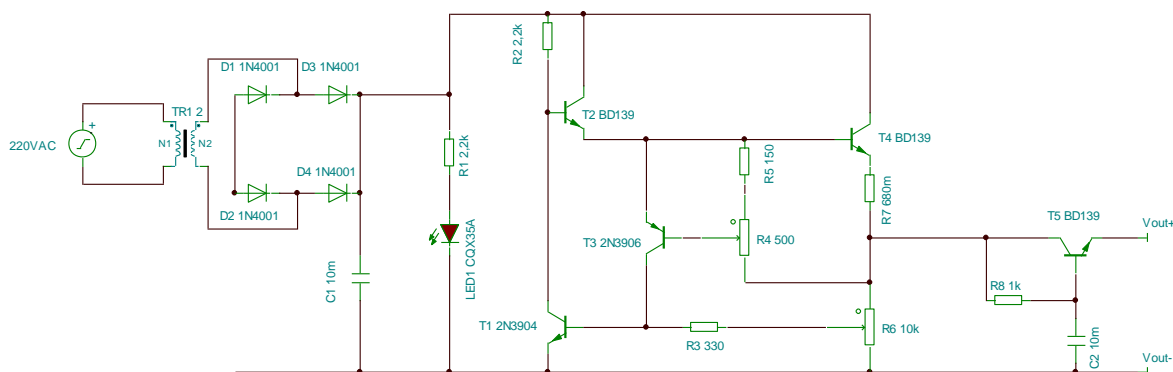 220VAC
TR1 2
N1
N2
D1 1N4001
D3 1N4001
D4 1N4001
D2 1N4001
C1 10m
R1 2,2k
LED1 CQX35A
R2 2,2k
T2 BD139
T1 2N3904
T3 2N3906
R5 150
R4 500
R3 330
T4 BD139
R7 680m
R6 10k
T5 BD139
R8 1k
C2 10m
Vout+
Vout-